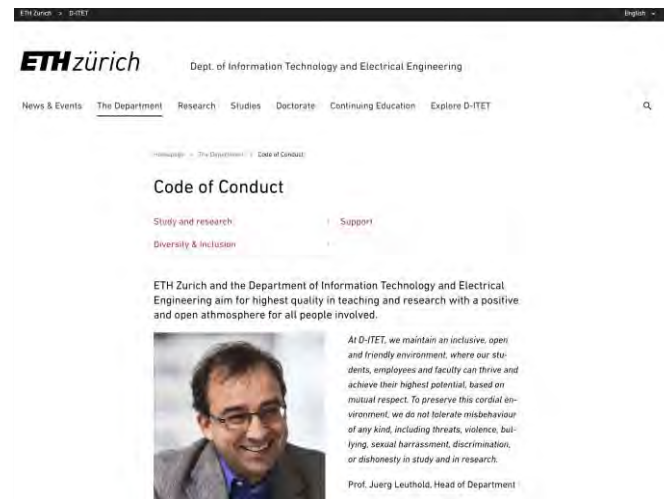 ETH Zurich > D-ITET
English
ETH zürich
Dept. of Information Technology and Electrical Engineering
News & Events The Department Research Studies Doctorate Continuing Education Explore D-ITET
Homepage > The Department > Code of Conduct
Code of Conduct
Study and research
Support
Diversity & Inclusion
ETH Zurich and the Department of Information Technology and Electrical
Engineering aim for highest quality in teaching and research with a positive
and open athmosphere for all people involved.
At D-ITET, we maintain an inclusive, open
and friendly environment, where our stu-
dents, employees and faculty can thrive and
achieve their highest potential, based on
mutual respect. To preserve this cordial en-
vironment, we do not tolerate misbehaviour
of any kind, including threats, violence, bul-
lying, sexual harrassment, discrimination,
or dishonesty in study and in research.
Prof. Juerg Leuthold, Head of Department